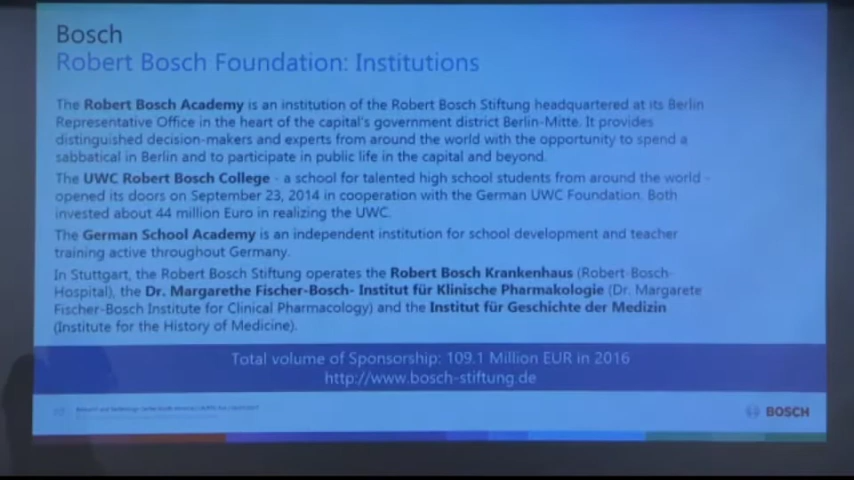 Bosch
Robert Bosch Foundation: Institutions
The Robert Bosch Academy is an institution of the Robert Bosch Stiftung headquartered at its Berlin
Representative Office in the heart of the capital's government district Berlin-Mitte. It provides
distinguished decision-makers and experts from around the world with the opportunity to spend a
sabbatical in Berlin and to participate in public life in the capital and beyond.
The UWC Robert Bosch College - a school for talented high school students from around the world -
opened its doors on September 23, 2014 in cooperation with the German UWC Foundation. Both
invested about 44 million Euro in realizing the UWC.
The German School Academy is an independent institution for school development and teacher
training active throughout Germany.
In Stuttgart, the Robert Bosch Stiftung operates the Robert Bosch Krankenhaus (Robert-Bosch-
Hospital), the Dr. Margarethe Fischer-Bosch- Institut für Klinische Pharmakologie (Dr. Margarete
Fischer-Bosch Institute for Clinical Pharmacology) and the Institut für Geschichte der Medizin
(Institute for the History of Medicine).
Total volume of Sponsorship: 109.1 Million EUR in 2016
http://www.bosch-stiftung.de
BOSCH